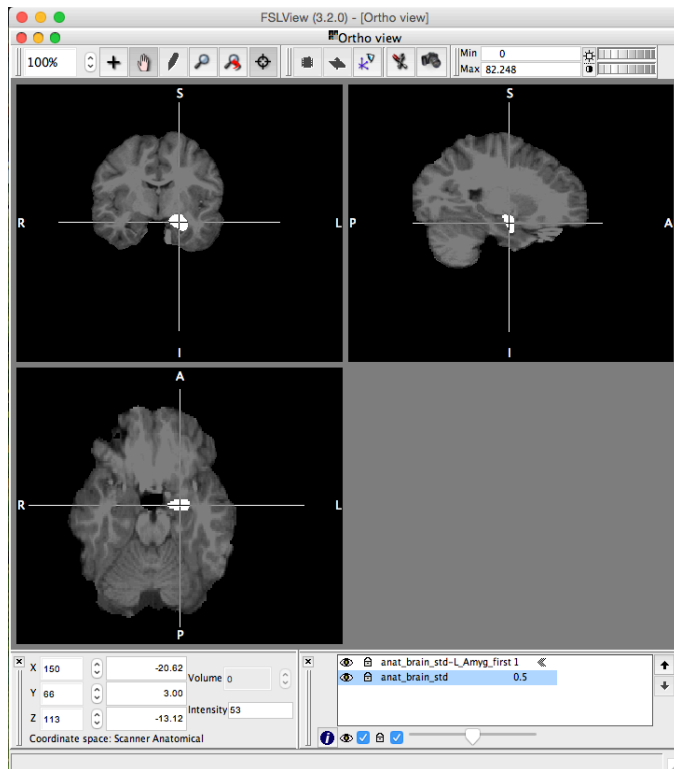 FSLView (3.2.0) - [Ortho view]
Ortho view
100%
Min 0
Max 82.248
S
S
R
L
P
A
I
I
A
R
L
P
X 150 -20.62
Volume 0
Y 66 3.00
Intensity 53
Z 113 -13.12
Coordinate space: Scanner Anatomical
anat_brain_std-L_Amyg_first 1
anat_brain_std 0.5